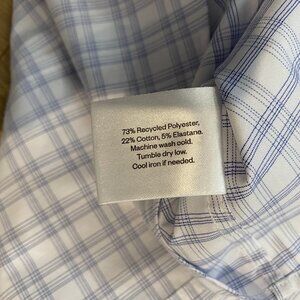 73% Recycled Polyester,
22% Cotton, 5% Elastane.
Machine wash cold.
Tumble dry low.
Cool iron if needed.